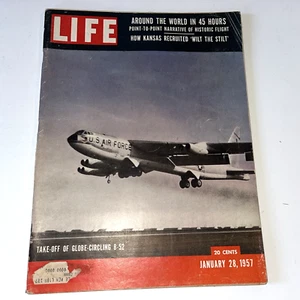 LIFE
AROUND THE WORLD IN 45 HOURS
POINT-TO-POINT NARRATIVE OF HISTORIC FLIGHT
HOW KANSAS RECRUITED 'WILT THE STILT'
U.S. AIR FORCE
TAKE-OFF OF GLOBE-CIRCLING B-52
20 CENTS
JANUARY 28, 1957